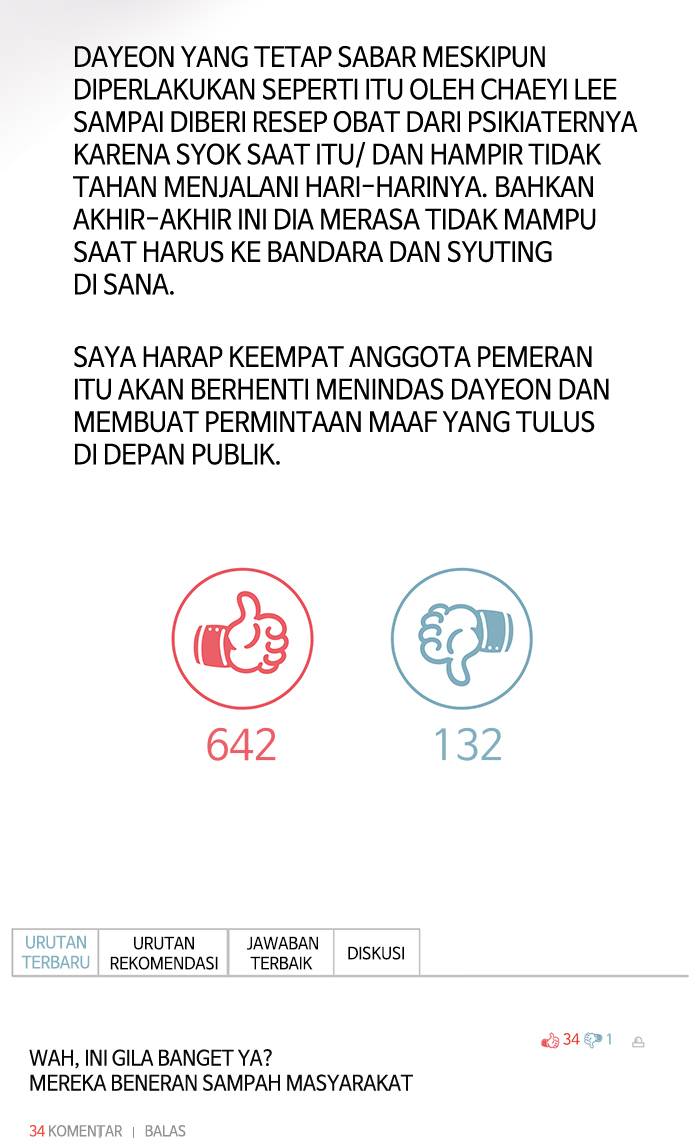 DAYEON YANG TETAP SABAR MESKIPUN
DIPERLAKUKAN SEPERTI ITU OLEH CHAEYI LEE
SAMPAI DIBERI RESEP OBAT DARI PSIKIATERNYA
KARENA SYOK SAAT ITU/ DAN HAMPIR TIDAK
TAHAN MENJALANI HARI-HARINYA. BAHKAN
AKHIR-AKHIR INI DIA MERASA TIDAK MAMPU
SAAT HARUS KE BANDARA DAN SYUTING
DI SANA.
SAYA HARAP KEEMPAT ANGGOTA PEMERAN
ITU AKAN BERHENTI MENINDAS DAYEON DAN
MEMBUAT PERMINTAAN MAAF YANG TULUS
DI DEPAN PUBLIK.
642 132
URUTAN TERBARU
URUTAN REKOMENDASI
JAWABAN TERBAIK
DISKUSI
34 1
WAH, INI GILA BANGET YA?
MEREKA BENERAN SAMPAH MASYARAKAT
34 KOMENTAR | BALAS